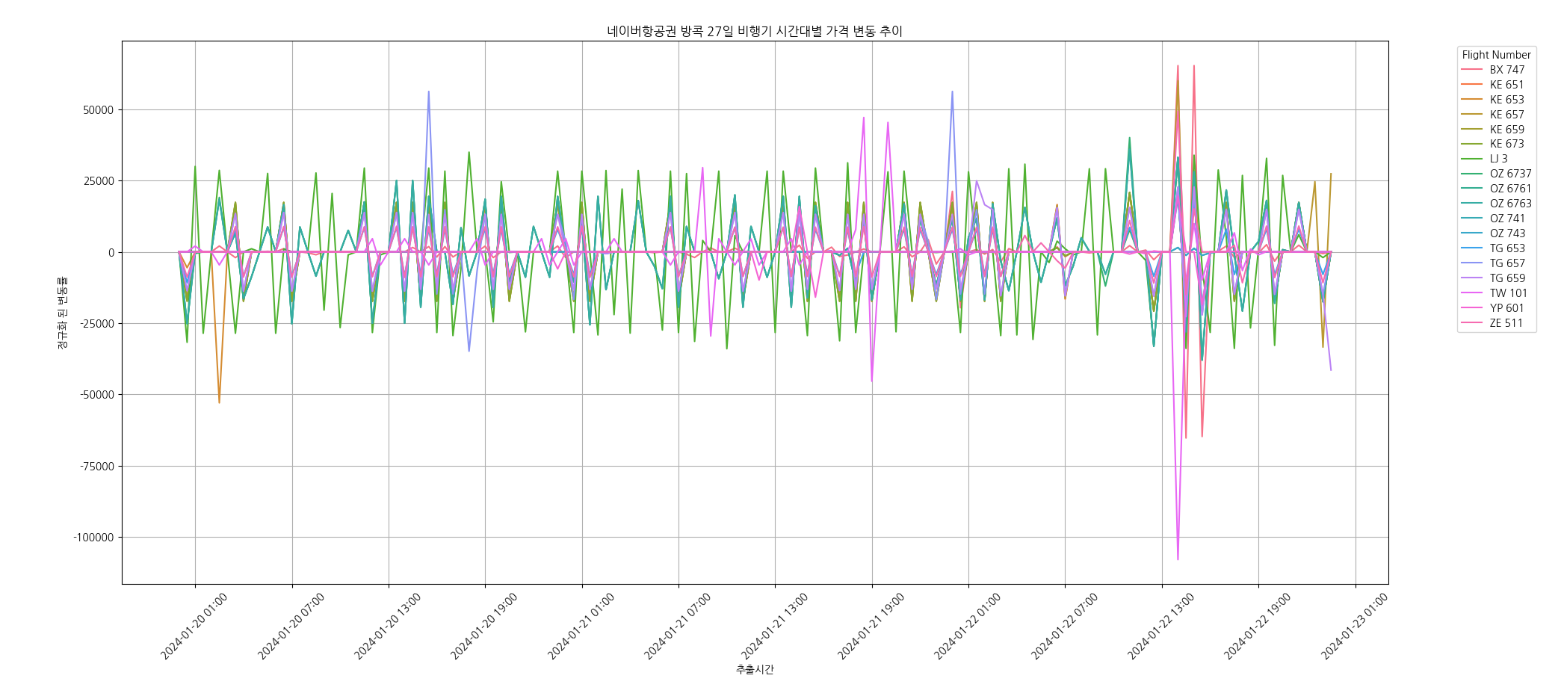 네이버항공권 방콕 27일 비행기 시간대별 가격 변동 추이
정규화 된 변동률
50000
25000
0
-25000
-50000
-75000
-100000
2024-01-20 01:00
2024-01-20 07:00
2024-01-20 13:00
2024-01-20 19:00
2024-01-21 01:00
2024-01-21 07:00
2024-01-21 13:00
2024-01-21 19:00
2024-01-22 01:00
2024-01-22 07:00
2024-01-22 13:00
2024-01-22 19:00
2024-01-23 01:00
추출시간
Flight Number
BX 747
KE 651
KE 653
KE 657
KE 659
KE 673
LJ 3
OZ 6737
OZ 6761
OZ 6763
OZ 741
OZ 743
TG 653
TG 657
TG 659
TW 101
YP 601
ZE 511